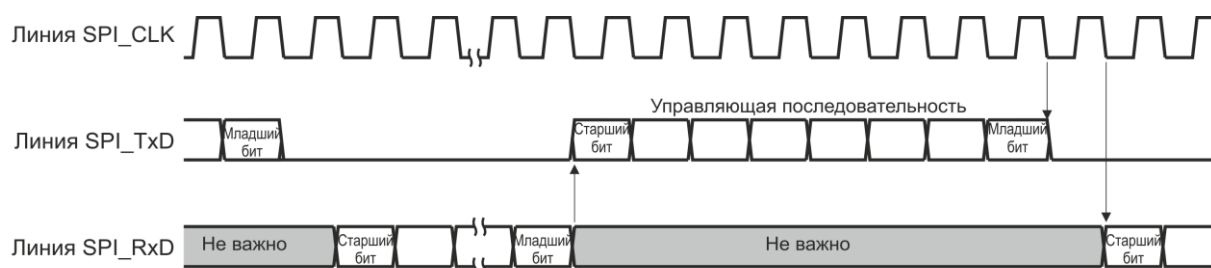 Линия SPI_CLK
Управляющая последовательность
Линия SPI_TxD
Младший
бит
Старший
бит
Младший
бит
Линия SPI_RxD
Не важно
Старший
бит
Младший
бит
Не важно
Старший
бит